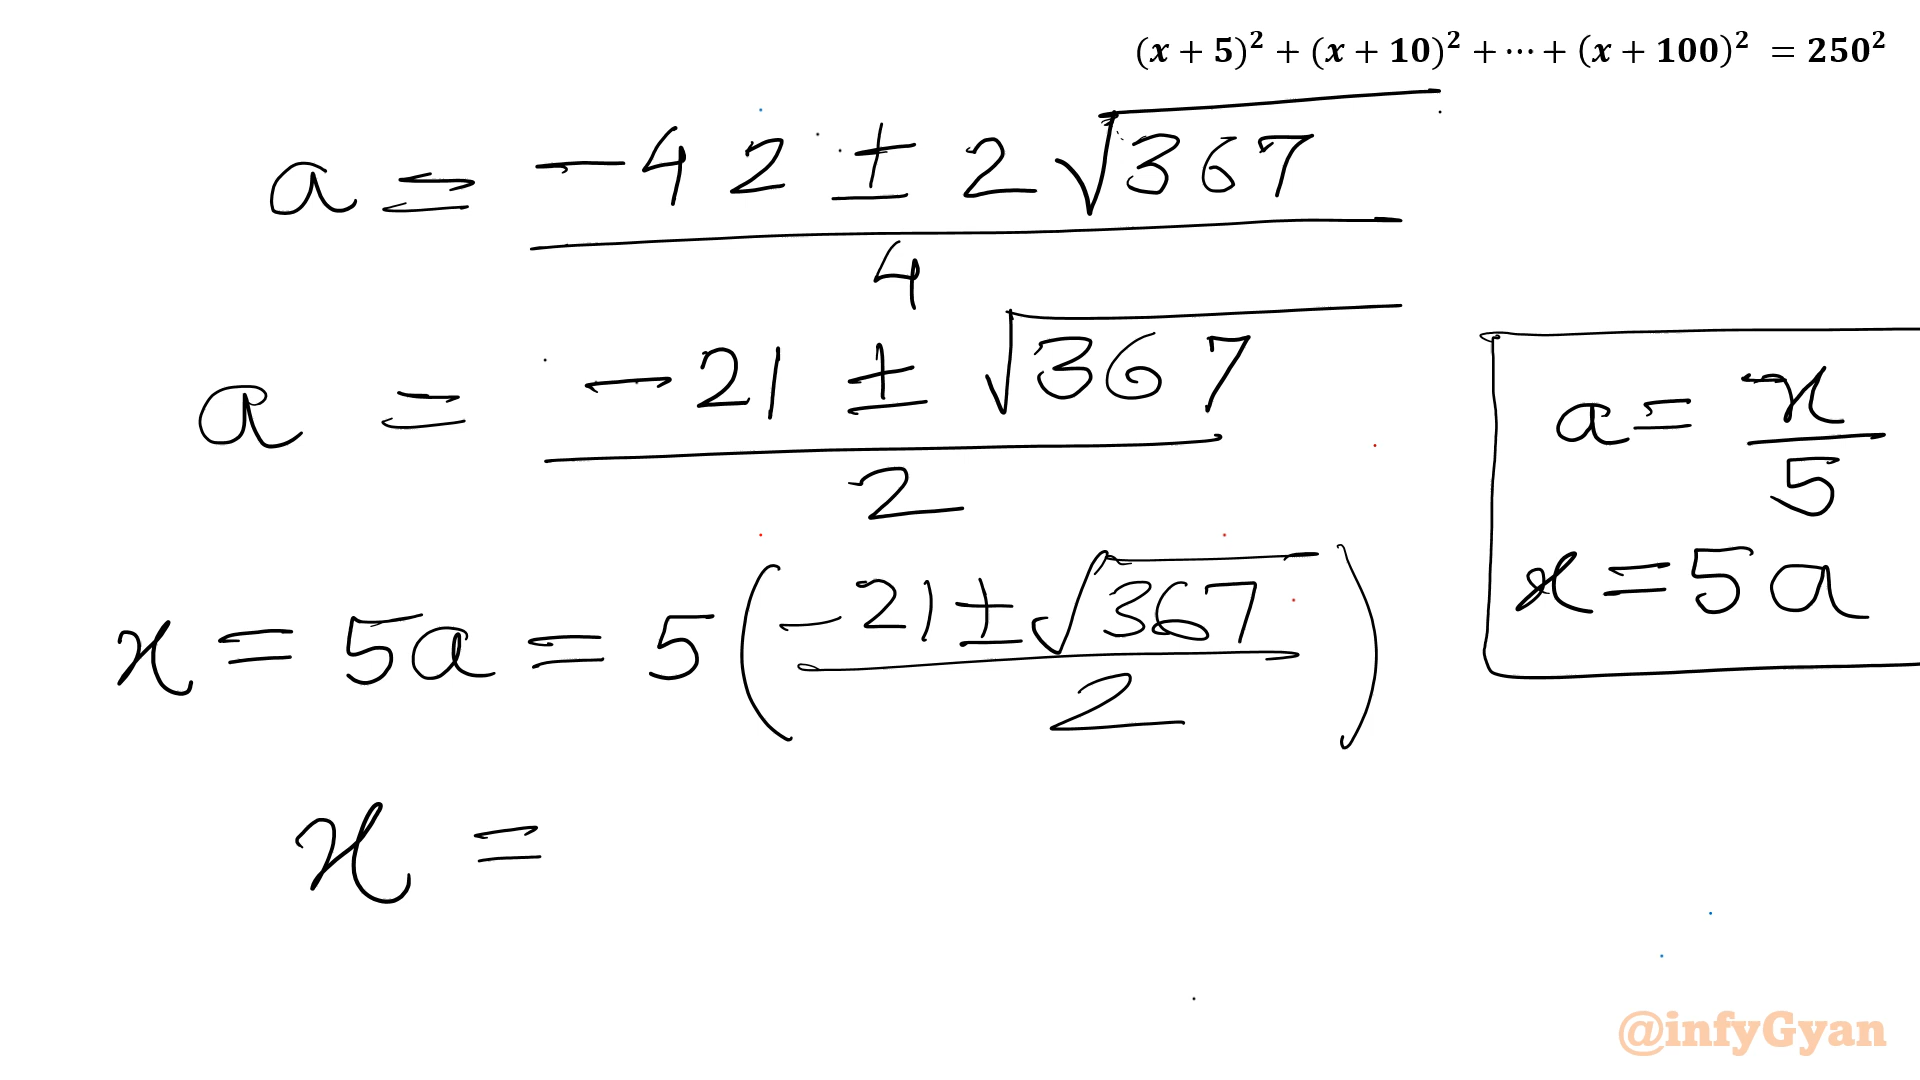 (x + 5)² + (x + 10)² + ⋯ + (x + 100)² = 250²
a = (-42 ± 2√367)/4
a = (-21 ± √367)/2
a = x/5
x = 5a
x = 5a = 5((-21 ± √367)/2)
x =
@infyGyan